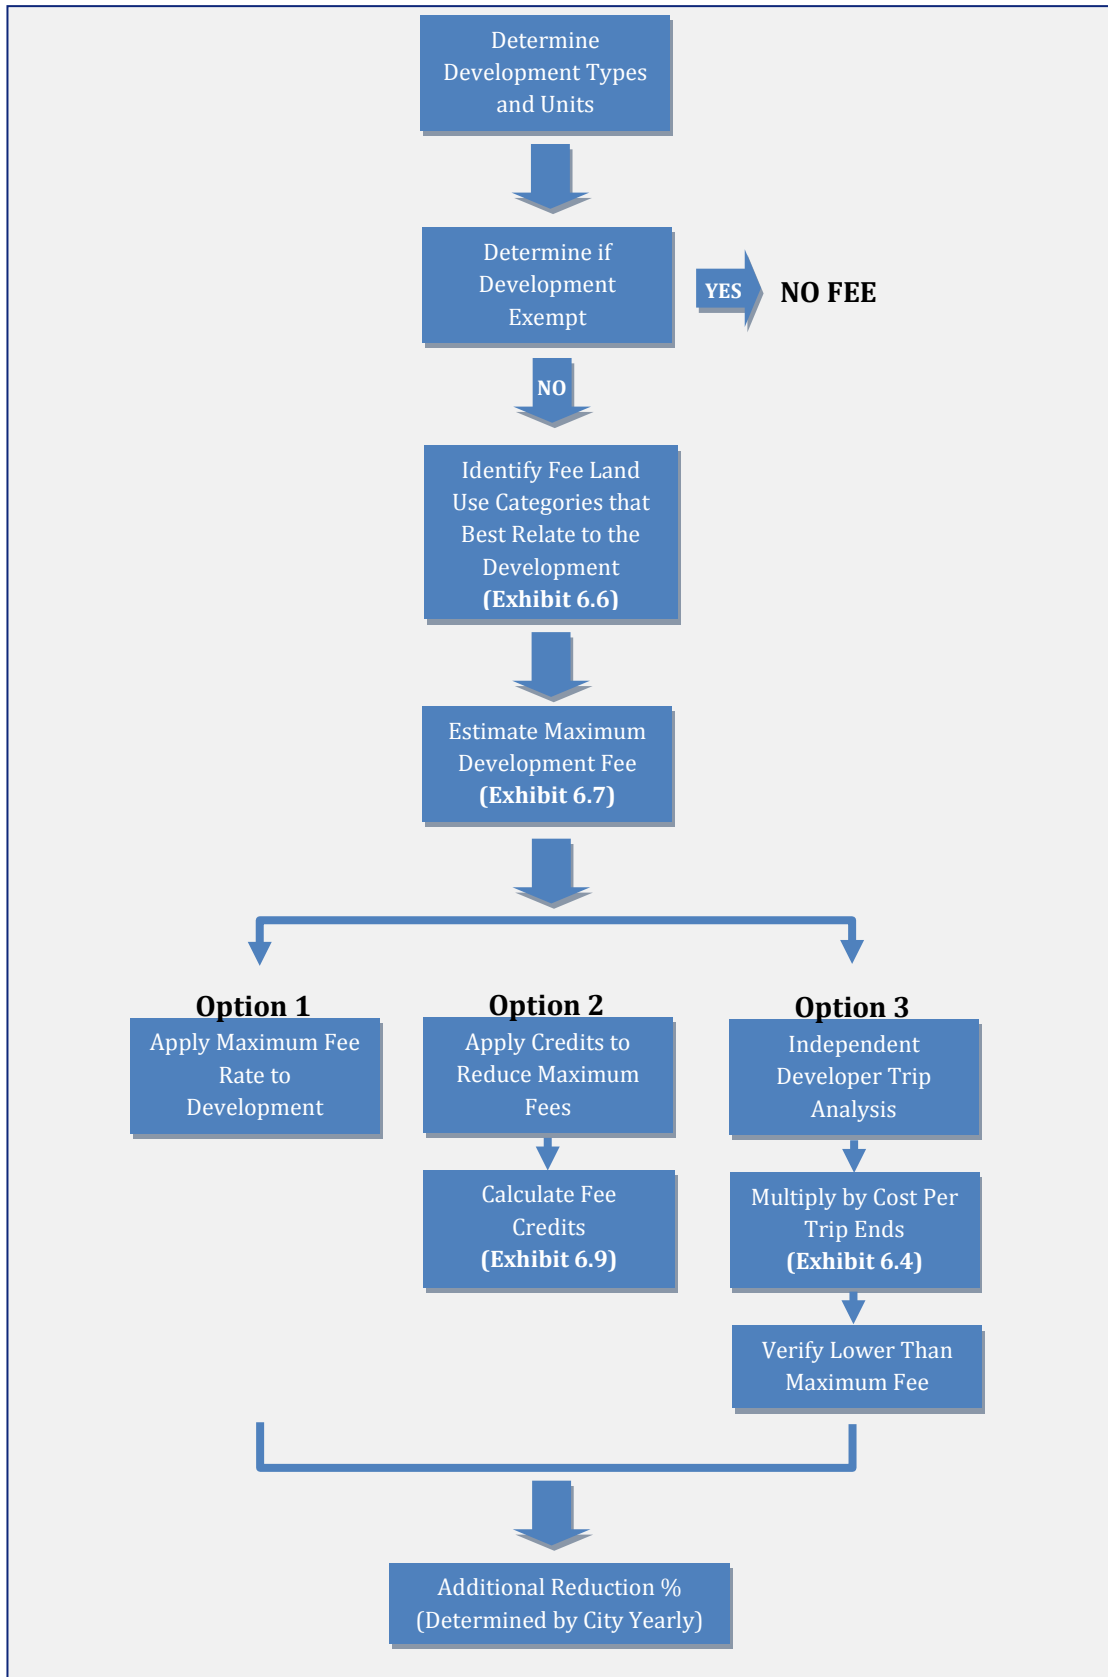 Determine
Development Types
and Units
Determine if
Development
Exempt
YES
NO FEE
NO
Identify Fee Land
Use Categories that
Best Relate to the
Development
(Exhibit 6.6)
Estimate Maximum
Development Fee
(Exhibit 6.7)
Option 1
Apply Maximum Fee
Rate to
Development
Option 2
Apply Credits to
Reduce Maximum
Fees
Calculate Fee
Credits
(Exhibit 6.9)
Option 3
Independent
Developer Trip
Analysis
Multiply by Cost Per
Trip Ends
(Exhibit 6.4)
Verify Lower Than
Maximum Fee
Additional Reduction %
(Determined by City Yearly)